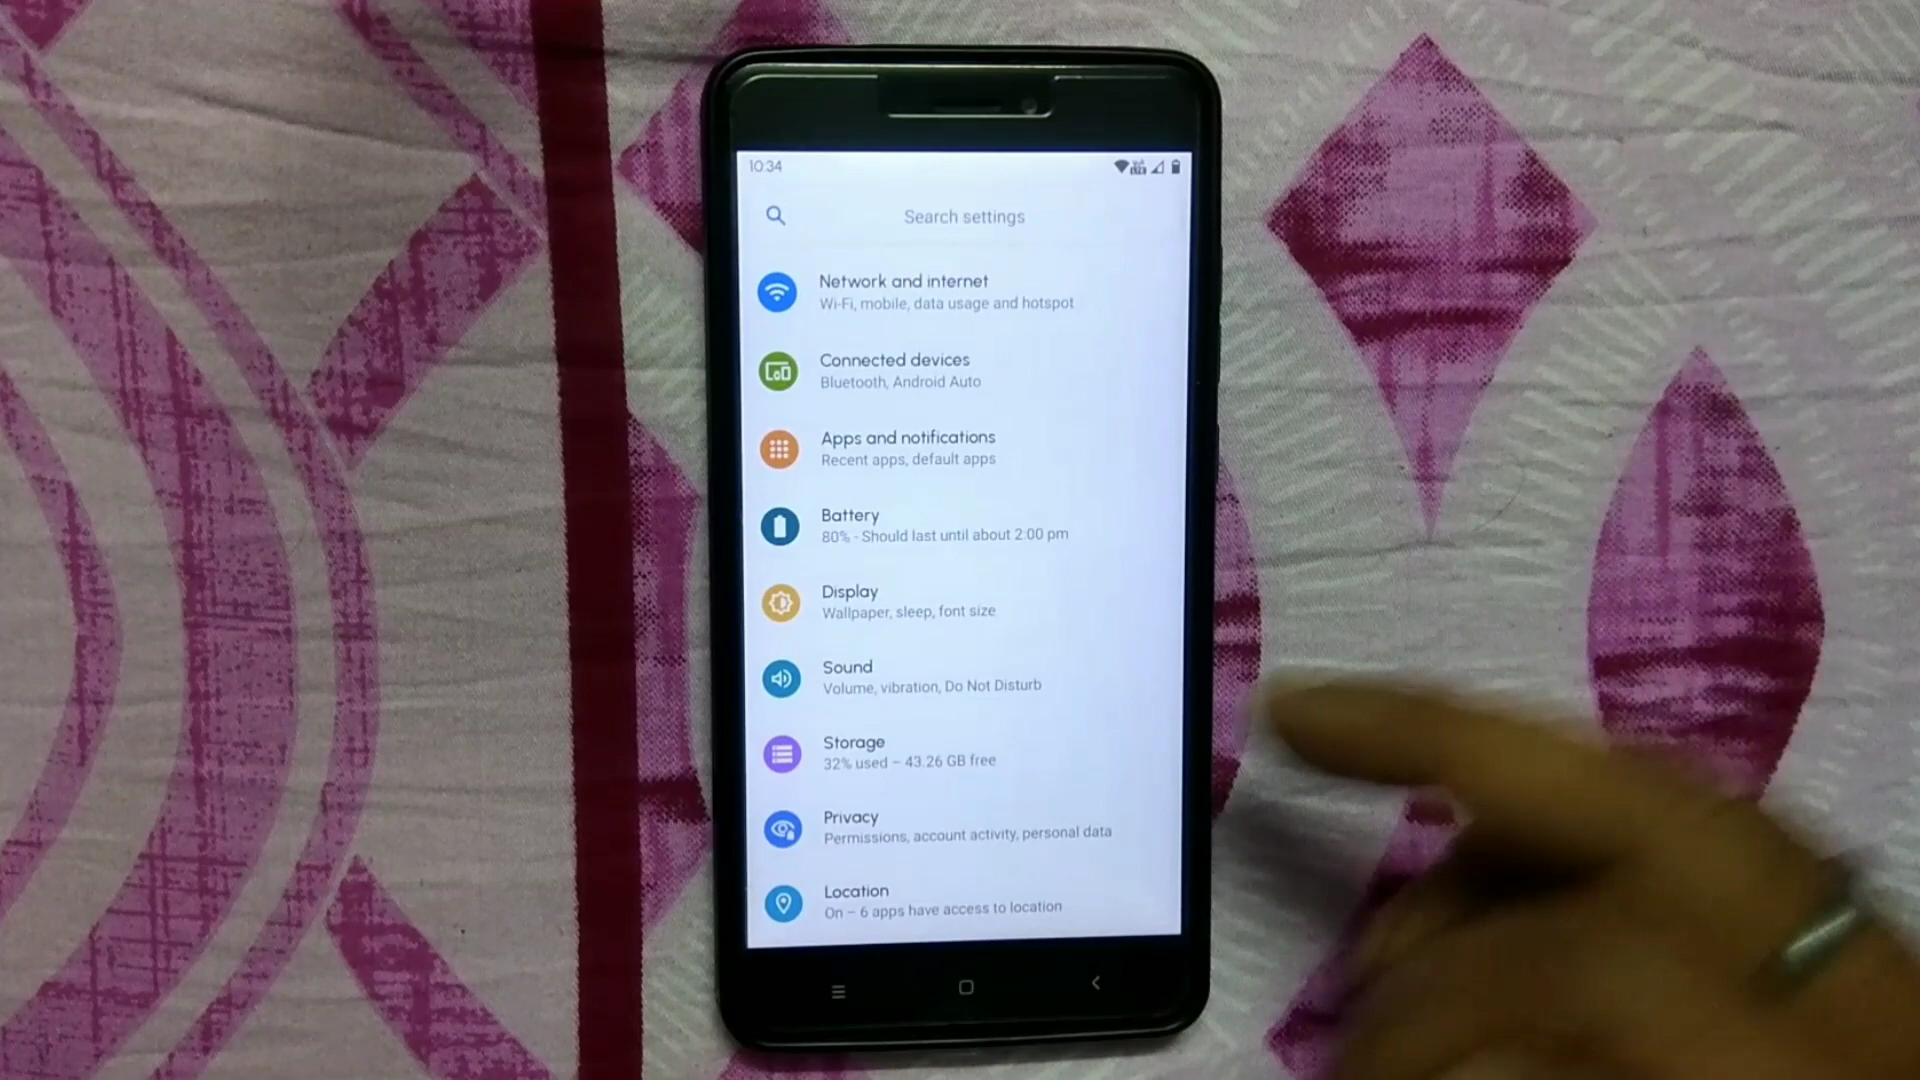 10:34
Search settings
Network and internet
Wi-Fi, mobile, data usage and hotspot
Connected devices
Bluetooth, Android Auto
Apps and notifications
Recent apps, default apps
Battery
80% - Should last until about 2:00 pm
Display
Wallpaper, sleep, font size
Sound
Volume, vibration, Do Not Disturb
Storage
32% used – 43.26 GB free
Privacy
Permissions, account activity, personal data
Location
On – 6 apps have access to location